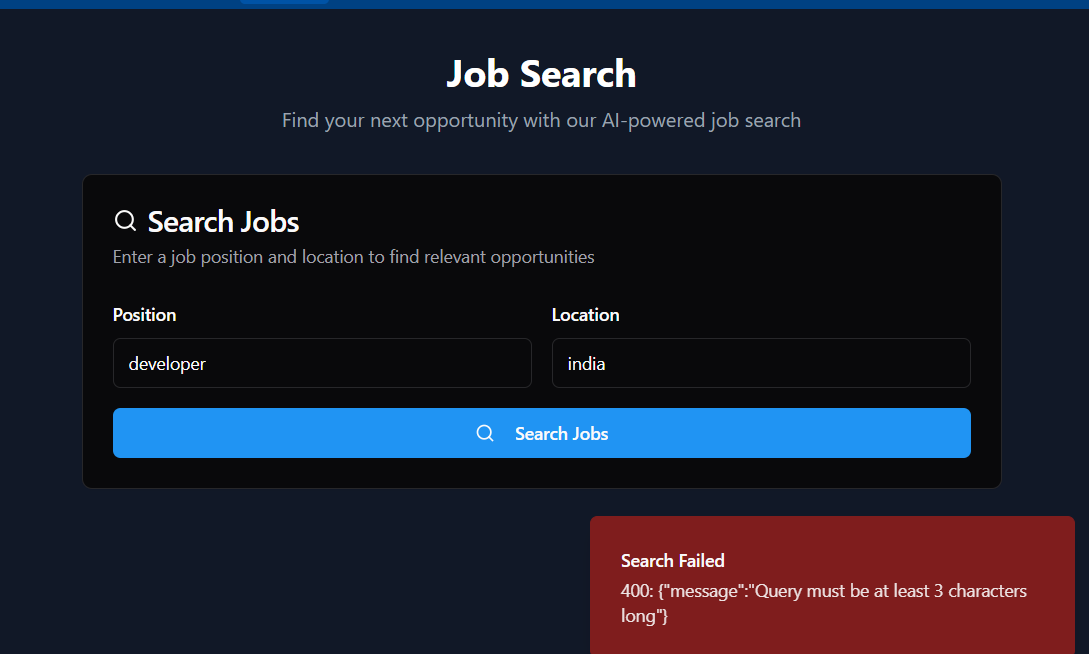 Job Search
Find your next opportunity with our AI-powered job search
Search Jobs
Enter a job position and location to find relevant opportunities
Position
Location
developer
india
Search Jobs
Search Failed
400: {"message":"Query must be at least 3 characters
long"}